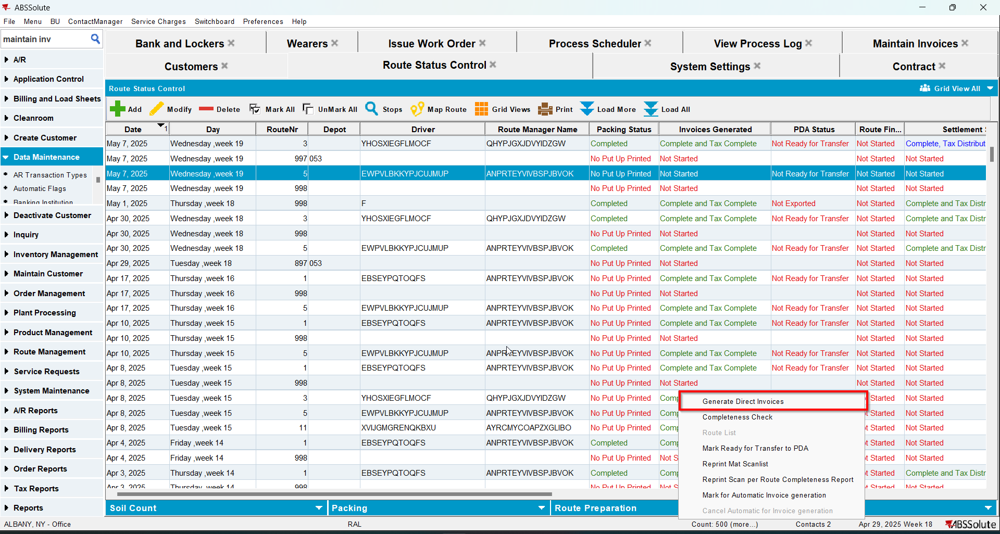 ABSSolute
File Menu BU ContactManager Service Charges Switchboard Preferences Help
maintain inv
Bank and Lockers Wearers Issue Work Order Process Scheduler View Process Log Maintain Invoices
Customers Route Status Control System Settings Contract
Route Status Control Grid View All
Add Modify Delete Mark All UnMark All Stops Map Route Grid Views Print Load More Load All
Date 1 Day RouteNr Depot Driver Route Manager Name Packing Status Invoices Generated PDA Status Route Fin... Settlement
May 7, 2025 Wednesday ,week 19 3 YHOSXIEGFLMOCF QHYPJGXJDVYIDZGW Completed Complete and Tax Complete Not Ready for Transfer Not Started Complete, Tax Distribut
May 7, 2025 Wednesday ,week 19 997 053 No Put Up Printed Not Started Not Started Not Started
May 7, 2025 Wednesday ,week 19 5 EWPVLBKKYPJCUJMUP ANPRTEYVIVBSPJBVOK No Put Up Printed Not Started Not Ready for Transfer Not Started Not Started
May 7, 2025 Wednesday ,week 19 998 No Put Up Printed Not Started Not Started Not Started
May 1, 2025 Thursday ,week 18 998 F Completed Complete and Tax Complete Not Exported Not Started Complete and Tax Distr
Apr 30, 2025 Wednesday ,week 18 3 YHOSXIEGFLMOCF QHYPJGXJDVYIDZGW Completed Complete and Tax Complete Not Ready for Transfer Not Started Complete and Tax Distr
Apr 30, 2025 Wednesday ,week 18 998 No Put Up Printed Not Started Not Started Not Started
Apr 30, 2025 Wednesday ,week 18 5 EWPVLBKKYPJCUJMUP ANPRTEYVIVBSPJBVOK Completed Complete and Tax Complete Not Ready for Transfer Not Started Complete and Tax Distr
Apr 29, 2025 Tuesday ,week 18 897 053 No Put Up Printed Not Started Not Started Not Started
Apr 17, 2025 Thursday ,week 16 1 EBSEYPQTOQFS ANPRTEYVIVBSPJBVOK No Put Up Printed Complete and Tax Complete Not Ready for Transfer Not Started Not Started
Apr 17, 2025 Thursday ,week 16 998 No Put Up Printed Not Started Not Started Not Started
Apr 17, 2025 Thursday ,week 16 5 EWPVLBKKYPJCUJMUP ANPRTEYVIVBSPJBVOK No Put Up Printed Complete and Tax Complete Not Ready for Transfer Not Started Not Started
Apr 10, 2025 Thursday ,week 15 1 EBSEYPQTOQFS ANPRTEYVIVBSPJBVOK No Put Up Printed Complete and Tax Complete Not Ready for Transfer Not Started Not Started
Apr 10, 2025 Thursday ,week 15 998 No Put Up Printed Not Started Not Started Not Started
Apr 10, 2025 Thursday ,week 15 5 EWPVLBKKYPJCUJMUP ANPRTEYVIVBSPJBVOK No Put Up Printed Complete and Tax Complete Not Ready for Transfer Not Started Not Started
Apr 8, 2025 Tuesday ,week 15 1 EBSEYPQTOQFS ANPRTEYVIVBSPJBVOK No Put Up Printed Complete and Tax Complete Not Ready for Transfer Not Started Not Started
Apr 8, 2025 Tuesday ,week 15 998 No Put Up Printed Not Started Not Started Not Started
Apr 8, 2025 Tuesday ,week 15 3 YHOSXIEGFLMOCF QHYPJGXJDVYIDZGW No Put Up Printed Comp Started Not Started
Apr 8, 2025 Tuesday ,week 15 5 EWPVLBKKYPJCUJMUP ANPRTEYVIVBSPJBVOK No Put Up Printed Comp t Started Not Started
Apr 8, 2025 Tuesday ,week 15 11 XVIJGMGRENQKBXU AYRCMYCOAPZXGLIBO No Put Up Printed Comp t Started Not Started
Apr 4, 2025 Friday ,week 14 1 EBSEYPQTOQFS ANPRTEYVIVBSPJBVOK Completed Comp t Started Not Started
Apr 4, 2025 Friday ,week 14 998 No Put Up Printed Not S t Started Not Started
Apr 3, 2025 Thursday ,week 14 1 EBSEYPQTOQFS ANPRTEYVIVBSPJBVOK Completed Comp t Started Complete and Tax Distr
Apr 3, 2025 Thursday ,week 14 998 No Put Up Printed Not S t Started Not Started
A/R
Application Control
Billing and Load Sheets
Cleanroom
Create Customer
Data Maintenance
AR Transaction Types
Automatic Flags
Banking Institution
Deactivate Customer
Inquiry
Inventory Management
Maintain Customer
Order Management
Plant Processing
Product Management
Route Management
Service Requests
System Maintenance
A/R Reports
Billing Reports
Delivery Reports
Order Reports
Tax Reports
Reports
Generate Direct Invoices
Completeness Check
Route List
Mark Ready for Transfer to PDA
Reprint Mat Scanlist
Reprint Scan per Route Completeness Report
Mark for Automatic Invoice generation
Cancel Automatic for Invoice generation
Soil Count Packing Route Preparation
ALBANY, NY - Office RAL Count: 500 (more...) Contacts 2 Apr 29, 2025 Week 18 ABSSolute